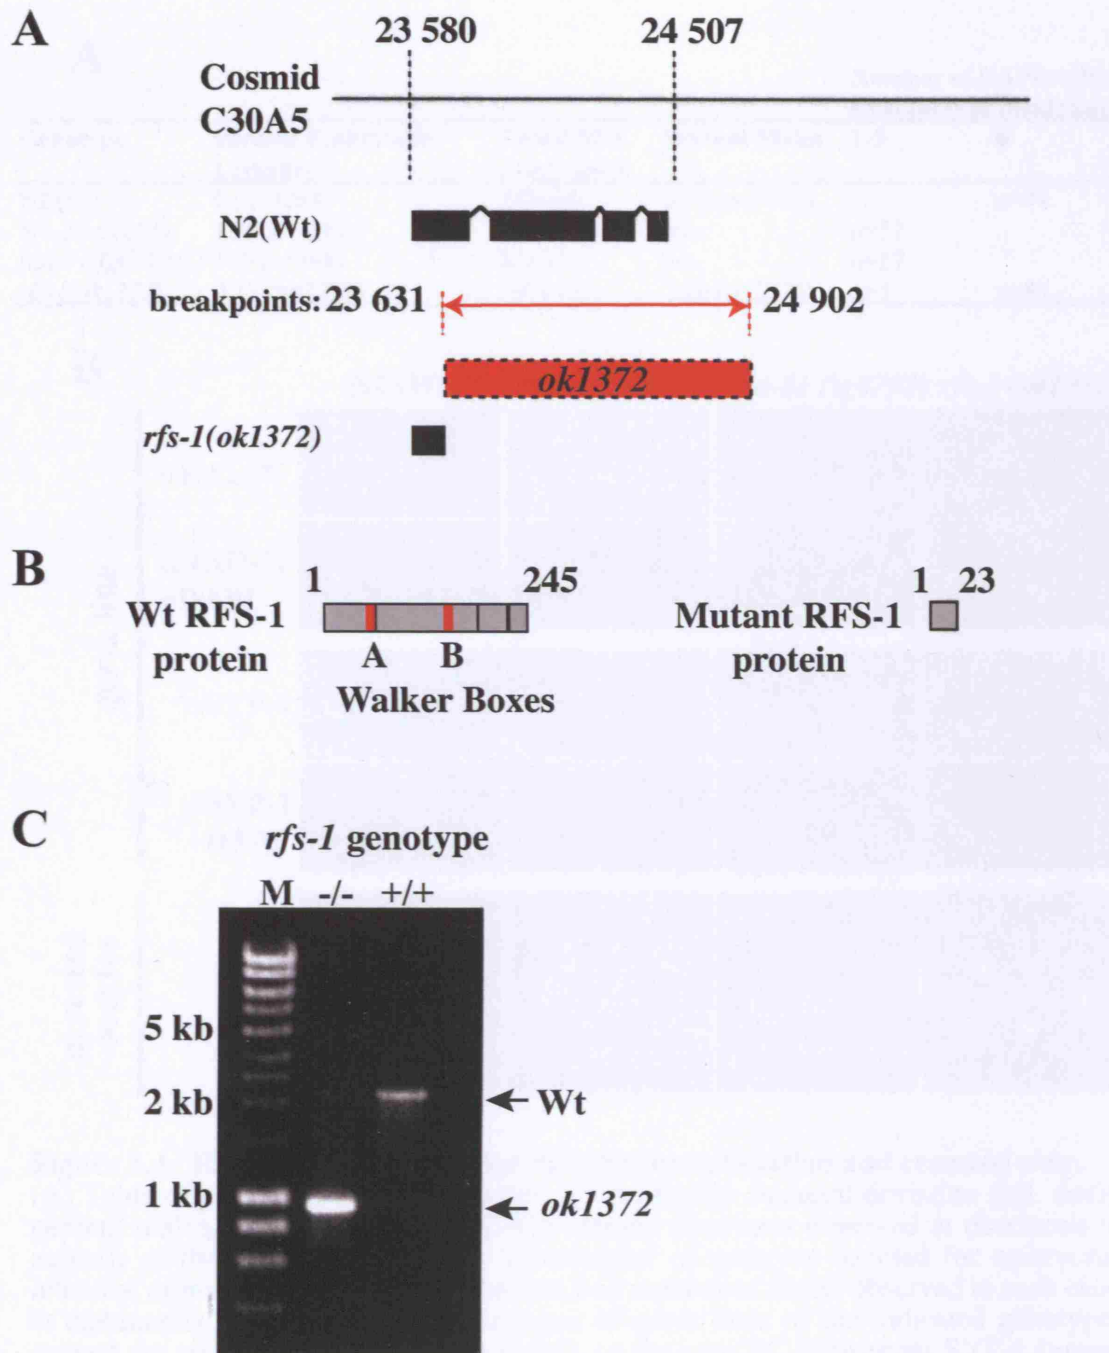 A
23 580 24 507
Cosmid
C30A5
N2(Wt)
breakpoints: 23 631 24 902
ok1372
rfs-1(ok1372)
B
1 245 1 23
Wt RFS-1 protein
Mutant RFS-1 protein
A B
Walker Boxes
C
rfs-1 genotype
M -/- +/+
5 kb
2 kb
Wt
1 kb
ok1372